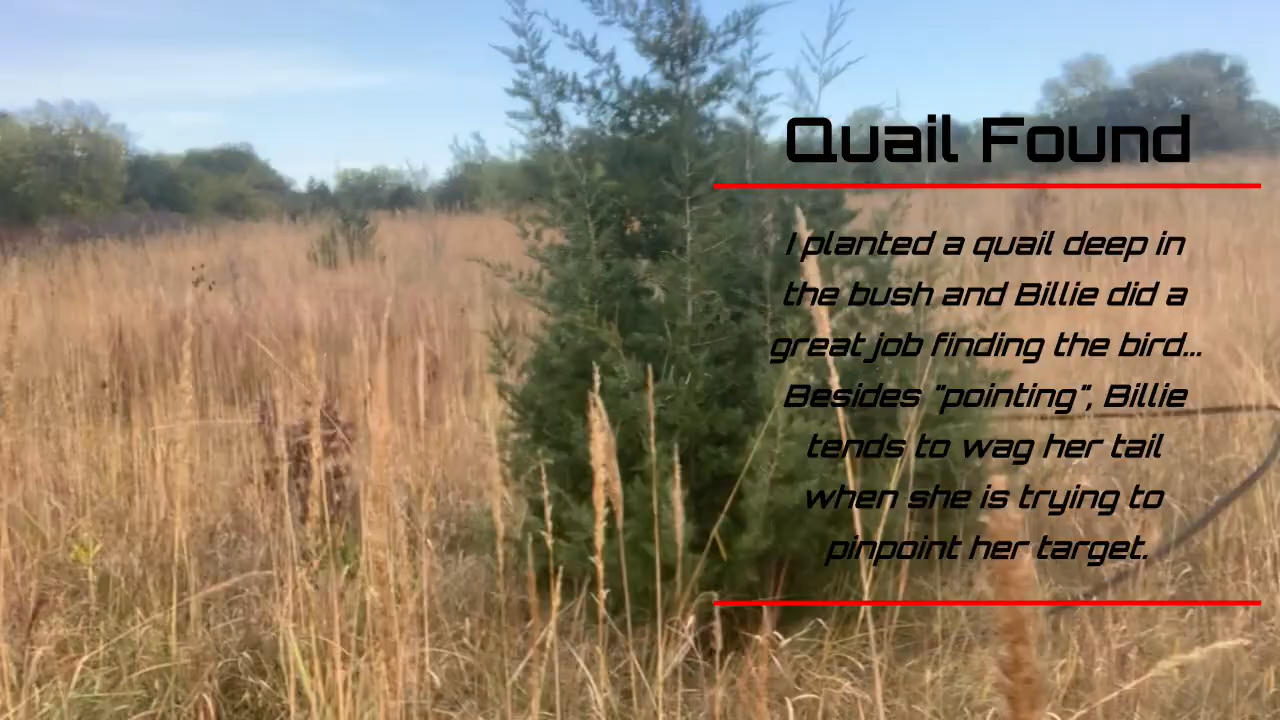 Quail Found
I planted a quail deep in
the bush and Billie did a
great job finding the bird...
Besides "pointing", Billie
tends to wag her tail
when she is trying to
pinpoint her target.